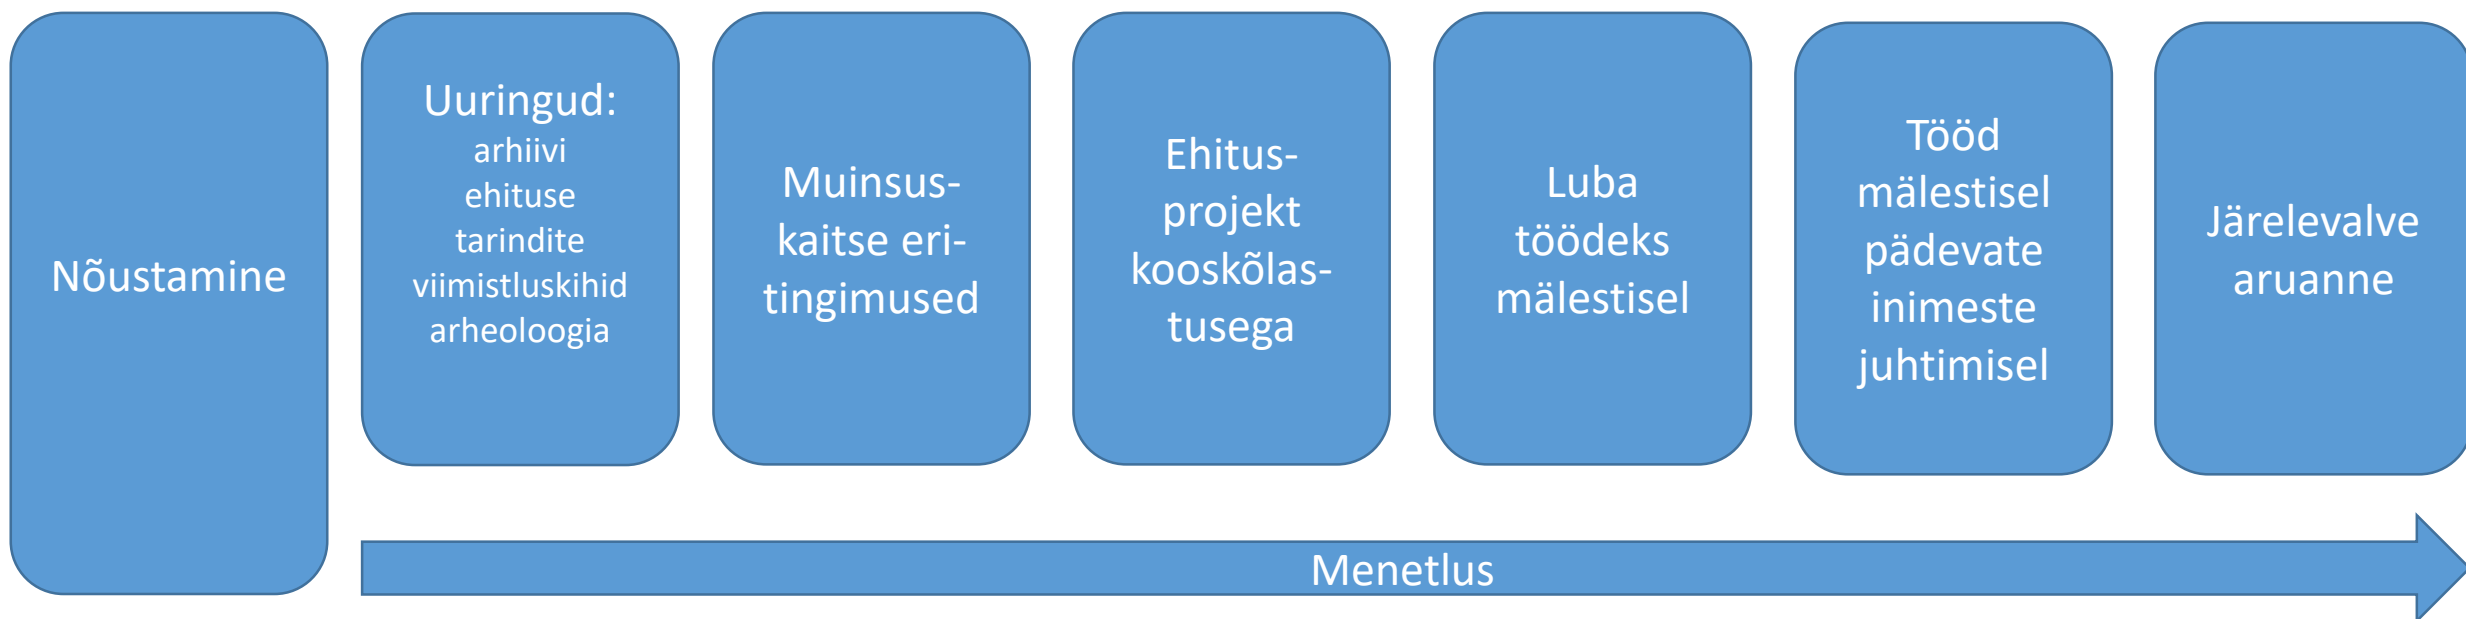 Nõustamine
Uuringud:
arhiivi
ehituse
tarindite
viimistluskihid
arheoloogia
Muinsus-
kaitse eri-
tingimused
Ehitus-
projekt
kooskõlas-
tusega
Luba
töödeks
mälestisel
Tööd
mälestisel
pädevate
inimeste
juhtimisel
Järelevalve
aruanne
Menetlus